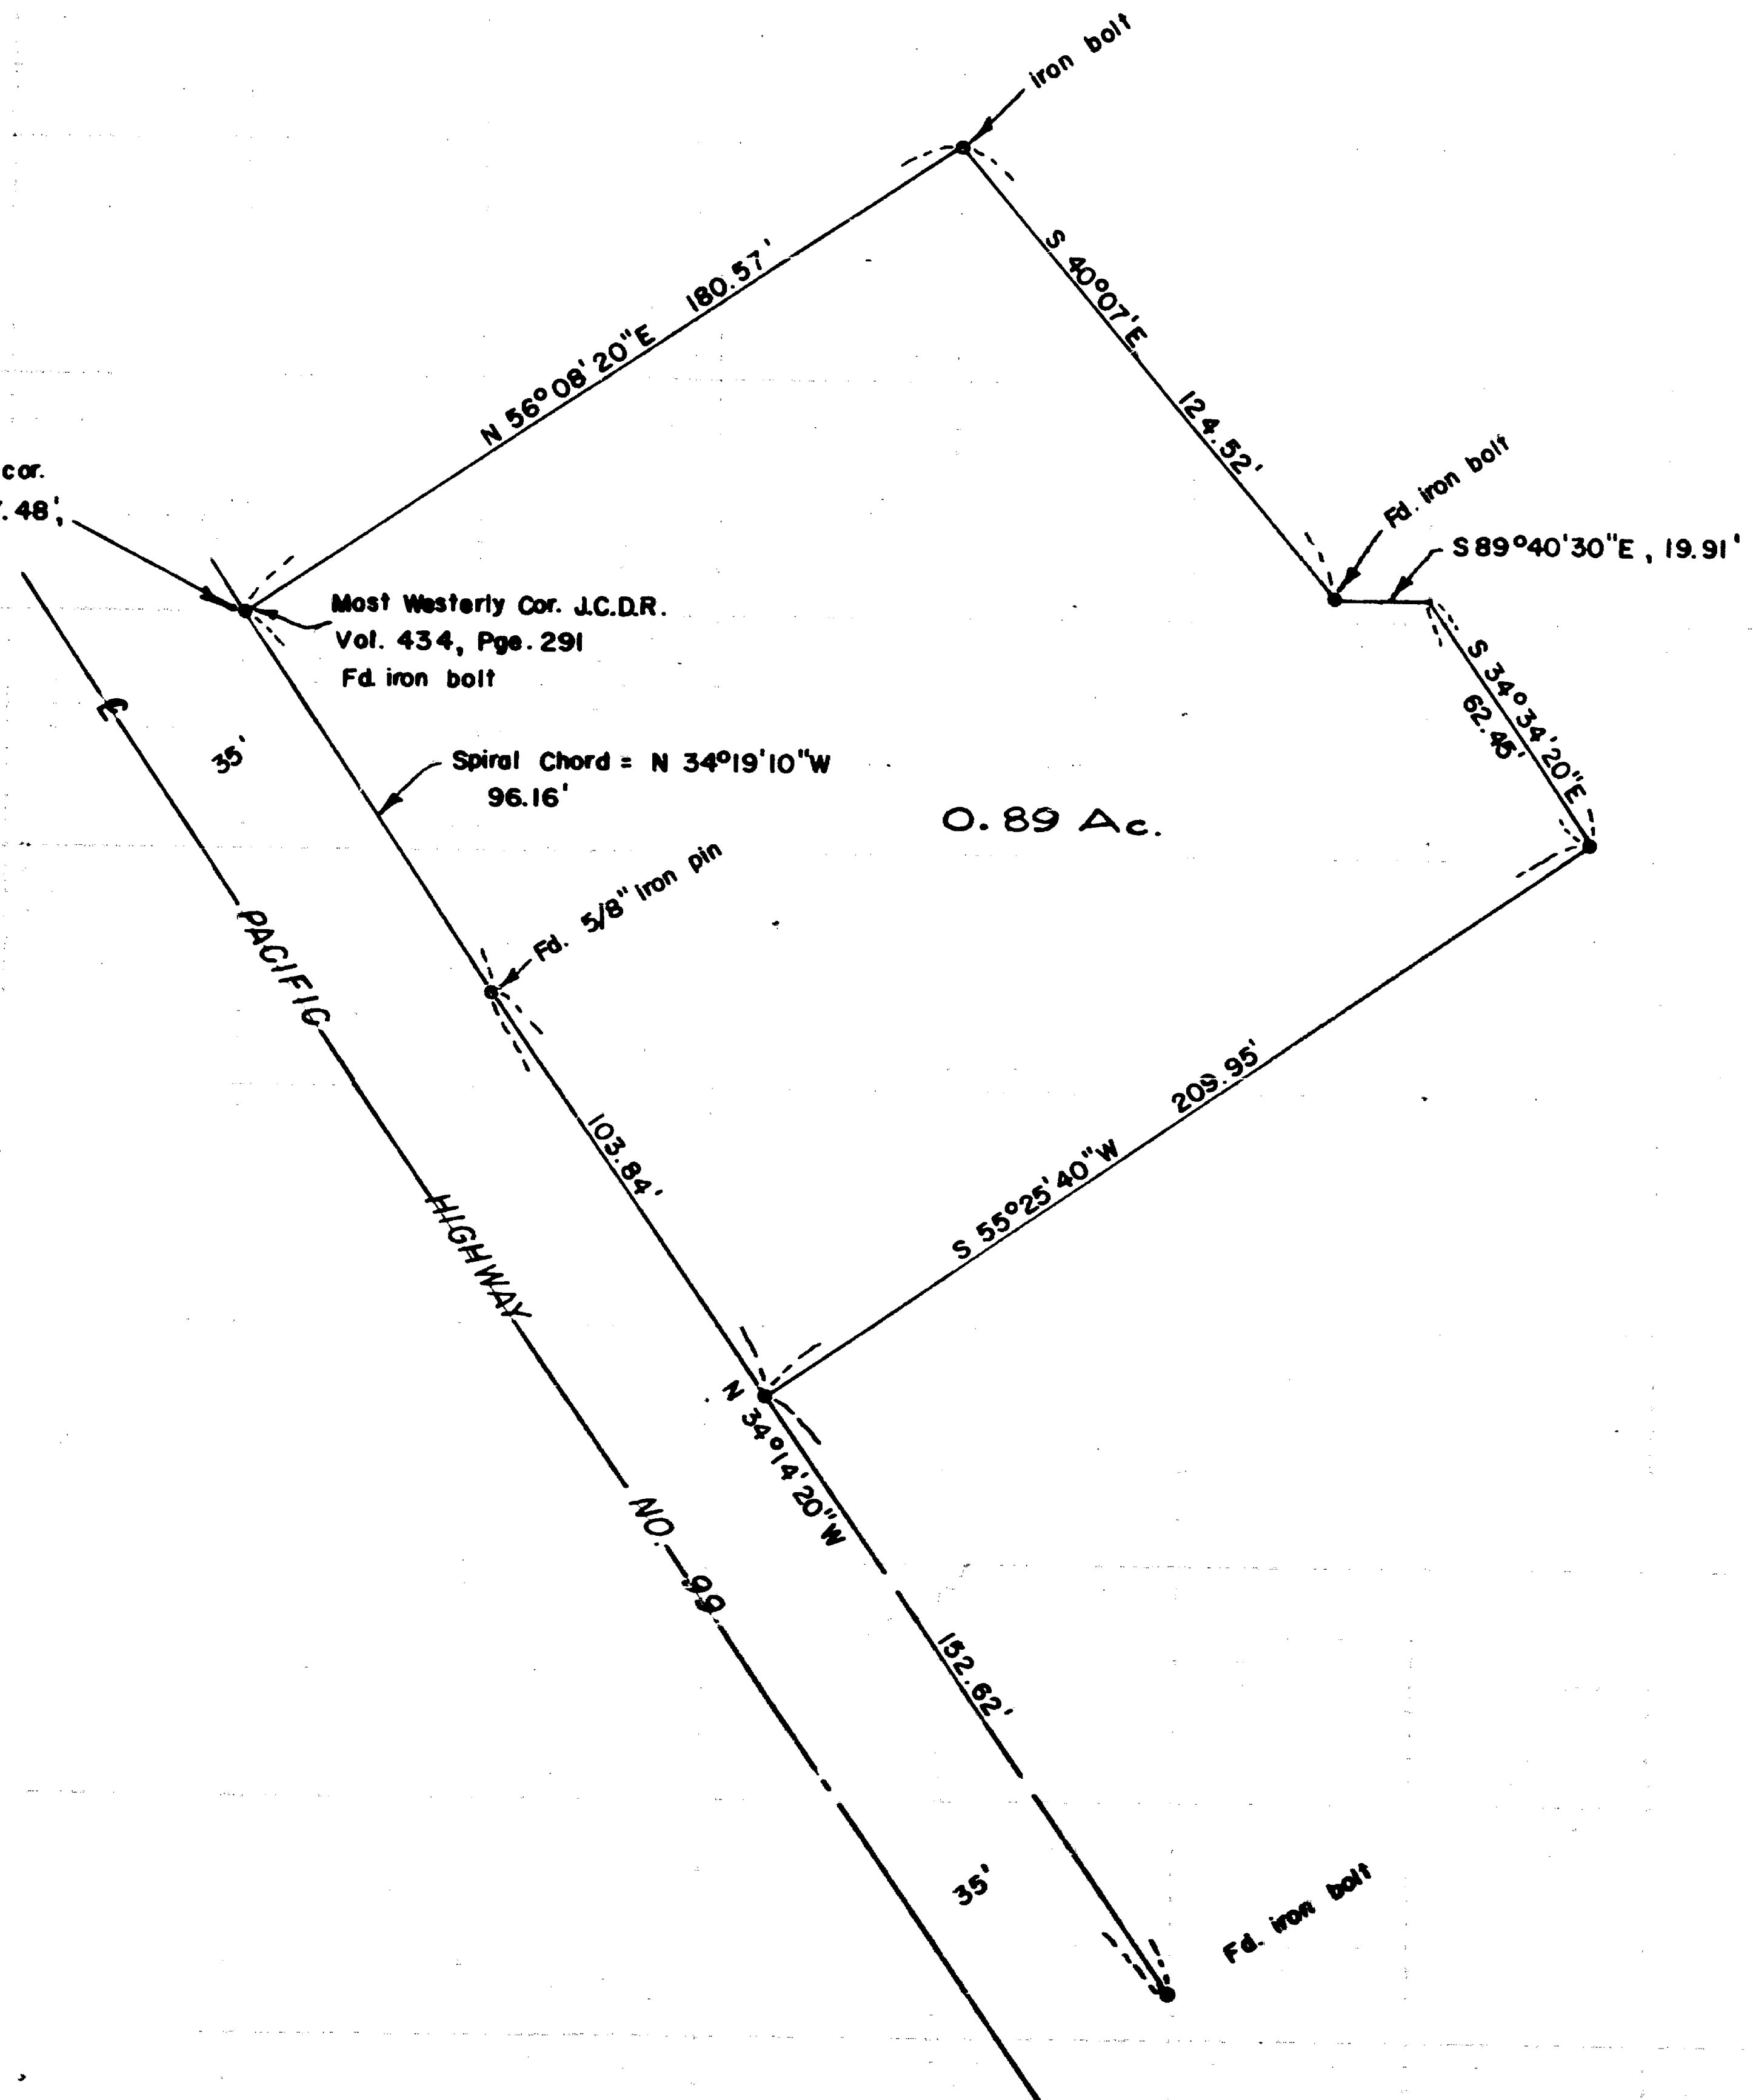 iron bolt
N 56°08'20"E 180.57'
S 40°07'E 124.52'
Fd. iron bolt
S 89°40'30"E, 19.91'
cor.
7.48',
Most Westerly Cor. J.C.D.R.
Vol. 434, Pge. 291
Fd. iron bolt
S 34°34'20"E
62.45'
℄
35'
Spiral Chord = N 34°19'10"W
96.16'
0.89 Ac.
Fd. 5/8" iron pin
PACIFIC HIGHWAY NO. 99
103.84'
S 55°25'40"W 209.95'
N 34°14'20"W
152.62'
35'
Fd. iron bolt